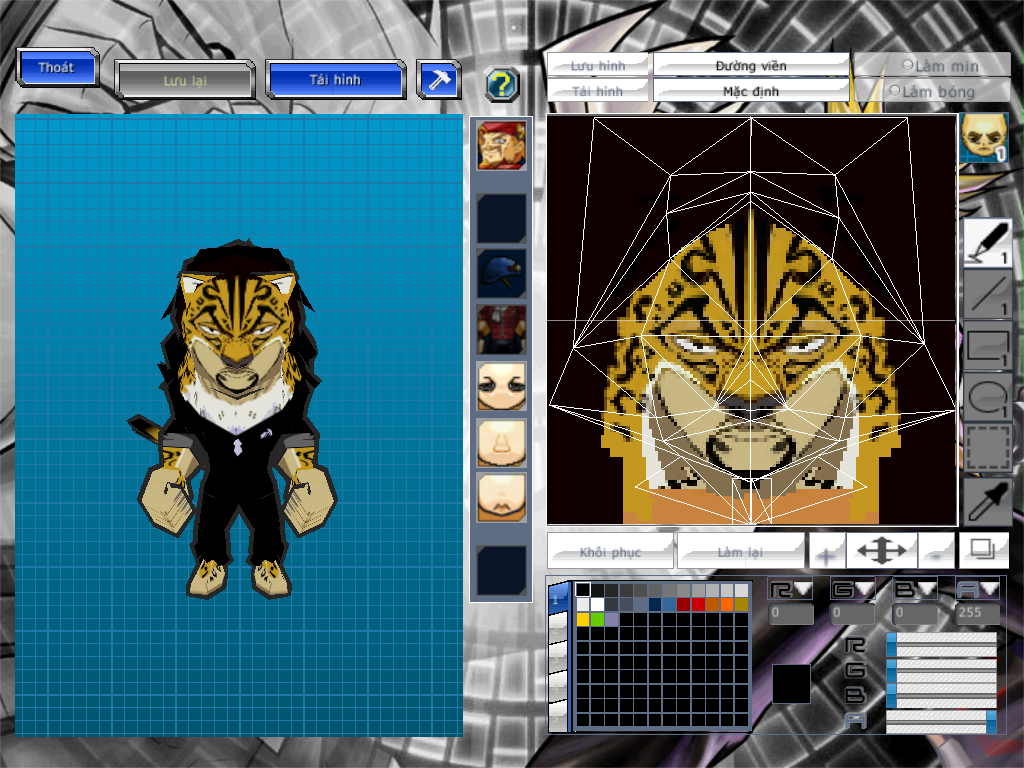 Thoát
Lưu lại
Tải hình
?
Lưu hình
Đường viền
Làm mịn
Tải hình
Mặc định
Làm bóng
1
1
1
1
1
Khôi phục
Làm lại
+
-
1
R
G
B
A
0
0
0
255
R
G
B
A